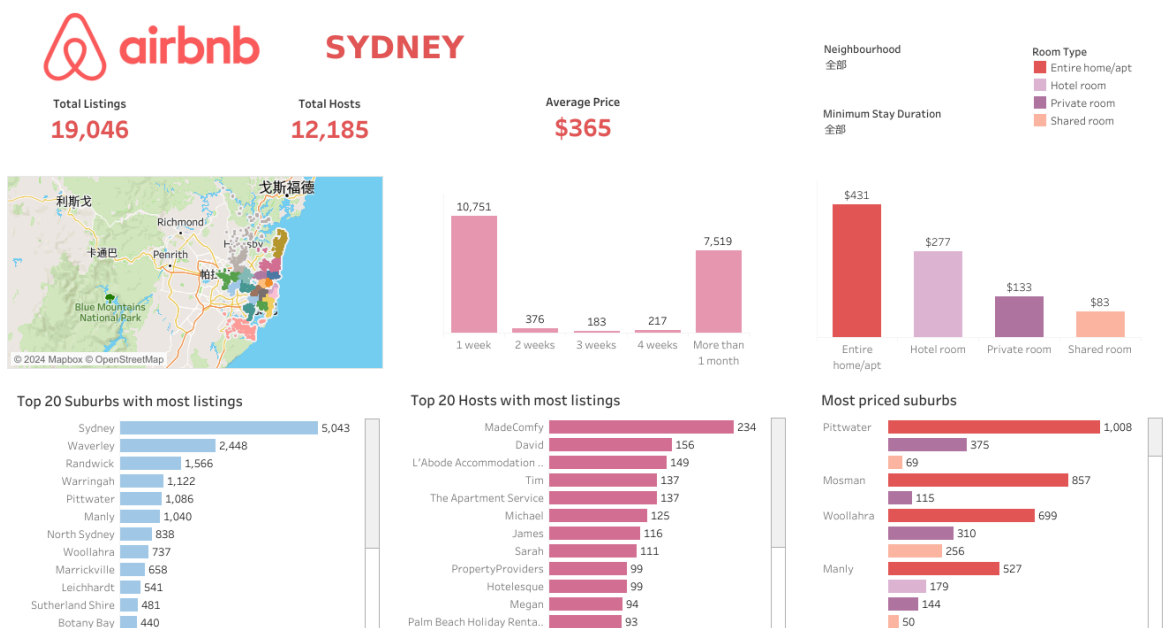 airbnb
SYDNEY
Neighbourhood
全部
Minimum Stay Duration
全部
Room Type
Entire home/apt
Hotel room
Private room
Shared room
Total Listings
19,046
Total Hosts
12,185
Average Price
$365
戈斯福德
利斯戈
Richmond
卡通巴
Penrith
Blue Mountains
National Park
© 2024 Mapbox © OpenStreetMap
10,751
376
183
217
7,519
1 week
2 weeks
3 weeks
4 weeks
More than
1 month
$431
$277
$133
$83
Entire
home/apt
Hotel room
Private room
Shared room
Top 20 Suburbs with most listings
Sydney 5,043
Waverley 2,448
Randwick 1,566
Warringah 1,122
Pittwater 1,086
Manly 1,040
North Sydney 838
Woollahra 737
Marrickville 658
Leichhardt 541
Sutherland Shire 481
Botany Bay 440
Top 20 Hosts with most listings
MadeComfy 234
David 156
L'Abode Accommodation .. 149
Tim 137
The Apartment Service 137
Michael 125
James 116
Sarah 111
PropertyProviders 99
Hotelesque 99
Megan 94
Palm Beach Holiday Renta.. 93
Most priced suburbs
Pittwater 1,008
375
69
Mosman 857
115
Woollahra 699
310
256
Manly 527
179
144
50